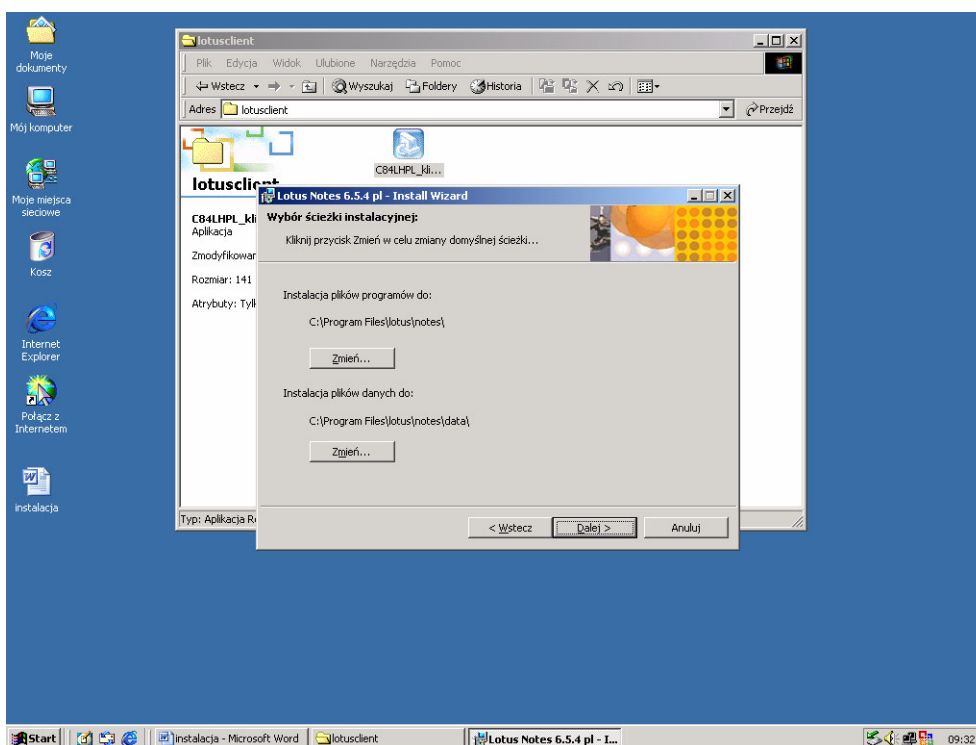 Moje
dokumenty
Mój komputer
Moje miejsca
sieciowe
Kosz
Internet
Explorer
Połącz z
Internetem
instalacja
lotusclient
Plik Edycja Widok Ulubione Narzędzia Pomoc
Wstecz Wyszukaj Foldery Historia
Adres lotusclient Przejdź
C84LHPL_kli...
lotusclient
C84LHPL_kli
Aplikacja
Zmodyfikowan
Rozmiar: 141
Atrybuty: Tylk
Typ: Aplikacja Ro
Lotus Notes 6.5.4 pl - Install Wizard
Wybór ścieżki instalacyjnej:
Kliknij przycisk Zmień w celu zmiany domyślnej ścieżki...
Instalacja plików programów do:
C:\Program Files\lotus\notes\
Zmień...
Instalacja plików danych do:
C:\Program Files\lotus\notes\data\
Zmień...
< Wstecz Dalej > Anuluj
Start instalacja - Microsoft Word lotusclient Lotus Notes 6.5.4 pl - I... 09:32